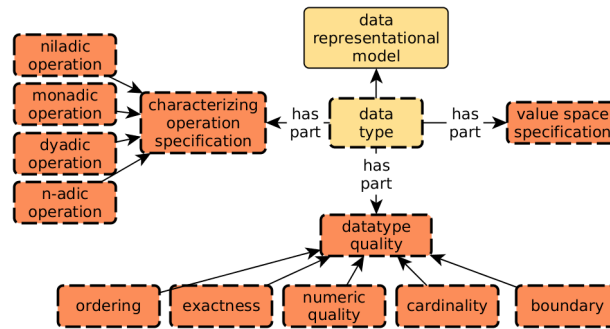 data
representational
model
niladic
operation
monadic
operation
dyadic
operation
n-adic
operation
characterizing
operation
specification
has
part
data
type
has
part
value space
specification
has
part
datatype
quality
ordering
exactness
numeric
quality
cardinality
boundary